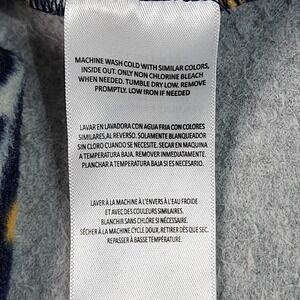 MACHINE WASH COLD WITH SIMILAR COLORS,
INSIDE OUT. ONLY NON CHLORINE BLEACH
WHEN NEEDED. TUMBLE DRY LOW. REMOVE
PROMPTLY. LOW IRON IF NEEDED
LAVAR EN LAVADORA CON AGUA FRIA CON COLORES
SIMILARES,AL REVERSO. SOLAMENTE BLANQUEADOR
SIN CLORO CUANDO SE NECESITE. SECAR EN MAQUINA
A TEMPERATURA BAJA. REMOVER INMEDIATAMENTE.
PLANCHAR A TEMPERATURA BAJA SI ES NECESARIO.
LAVER À LA MACHINE À L'ENVERS À L'EAU FROIDE
ET AVEC DES COULEURS SIMILAIRES.
BLANCHIR SANS CHLORE SI NÉCESSAIRE.
SÉCHER À LA MACHINE CYCLE DOUX, RETIRER DÈS QUE SEC.
REPASSER À BASSE TEMPÉRATURE.